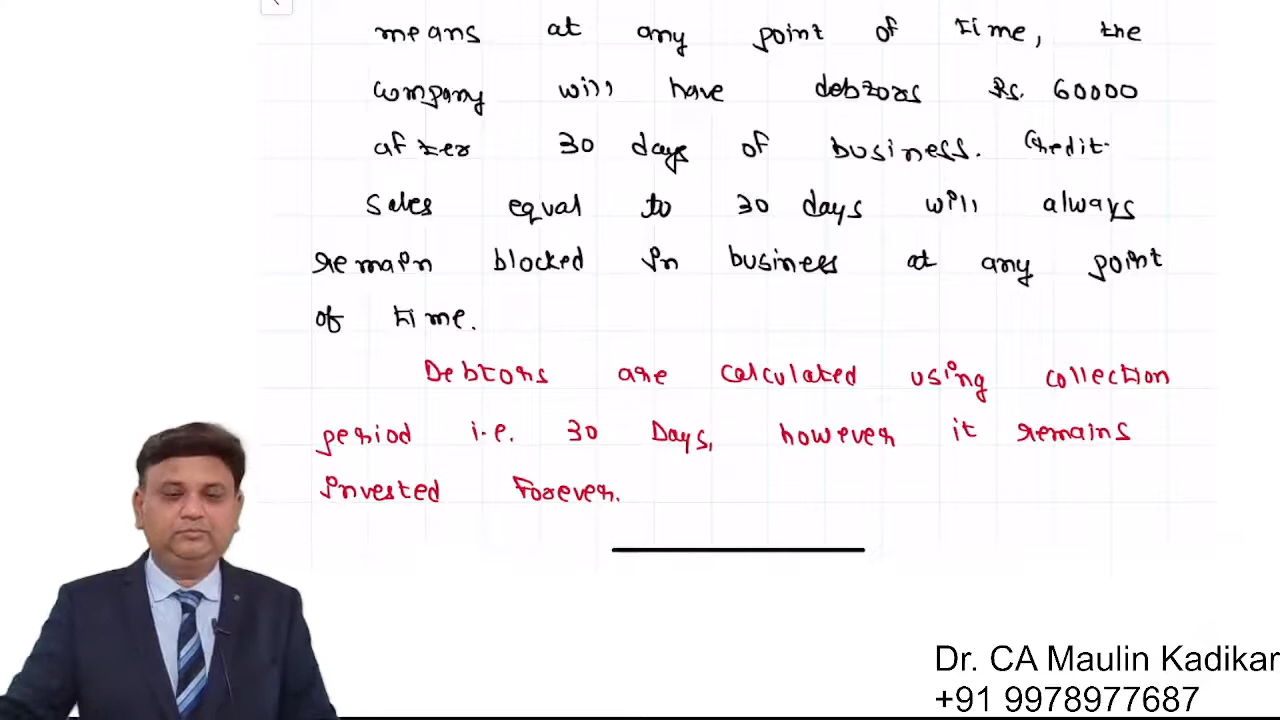 means at any point of time, the
company will have debtors Rs. 60000
after 30 days of business. Credit
Sales equal to 30 days will always
remain blocked in business at any point
of time.
Debtors are calculated using collection
period i.e. 30 Days, however it remains
invested Forever.
Dr. CA Maulin Kadikar
+91 9978977687